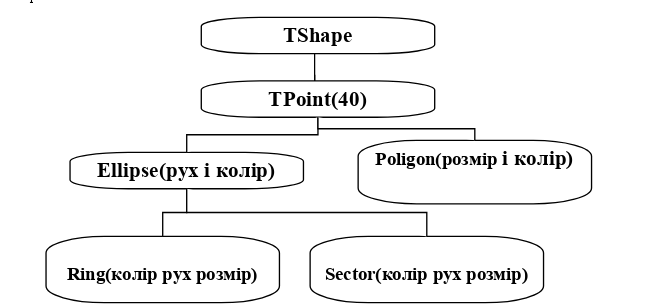 TShape
TPoint(40)
Ellipse(рух і колір)
Poligon(розмір і колір)
Ring(колір рух розмір)
Sector(колір рух розмір)